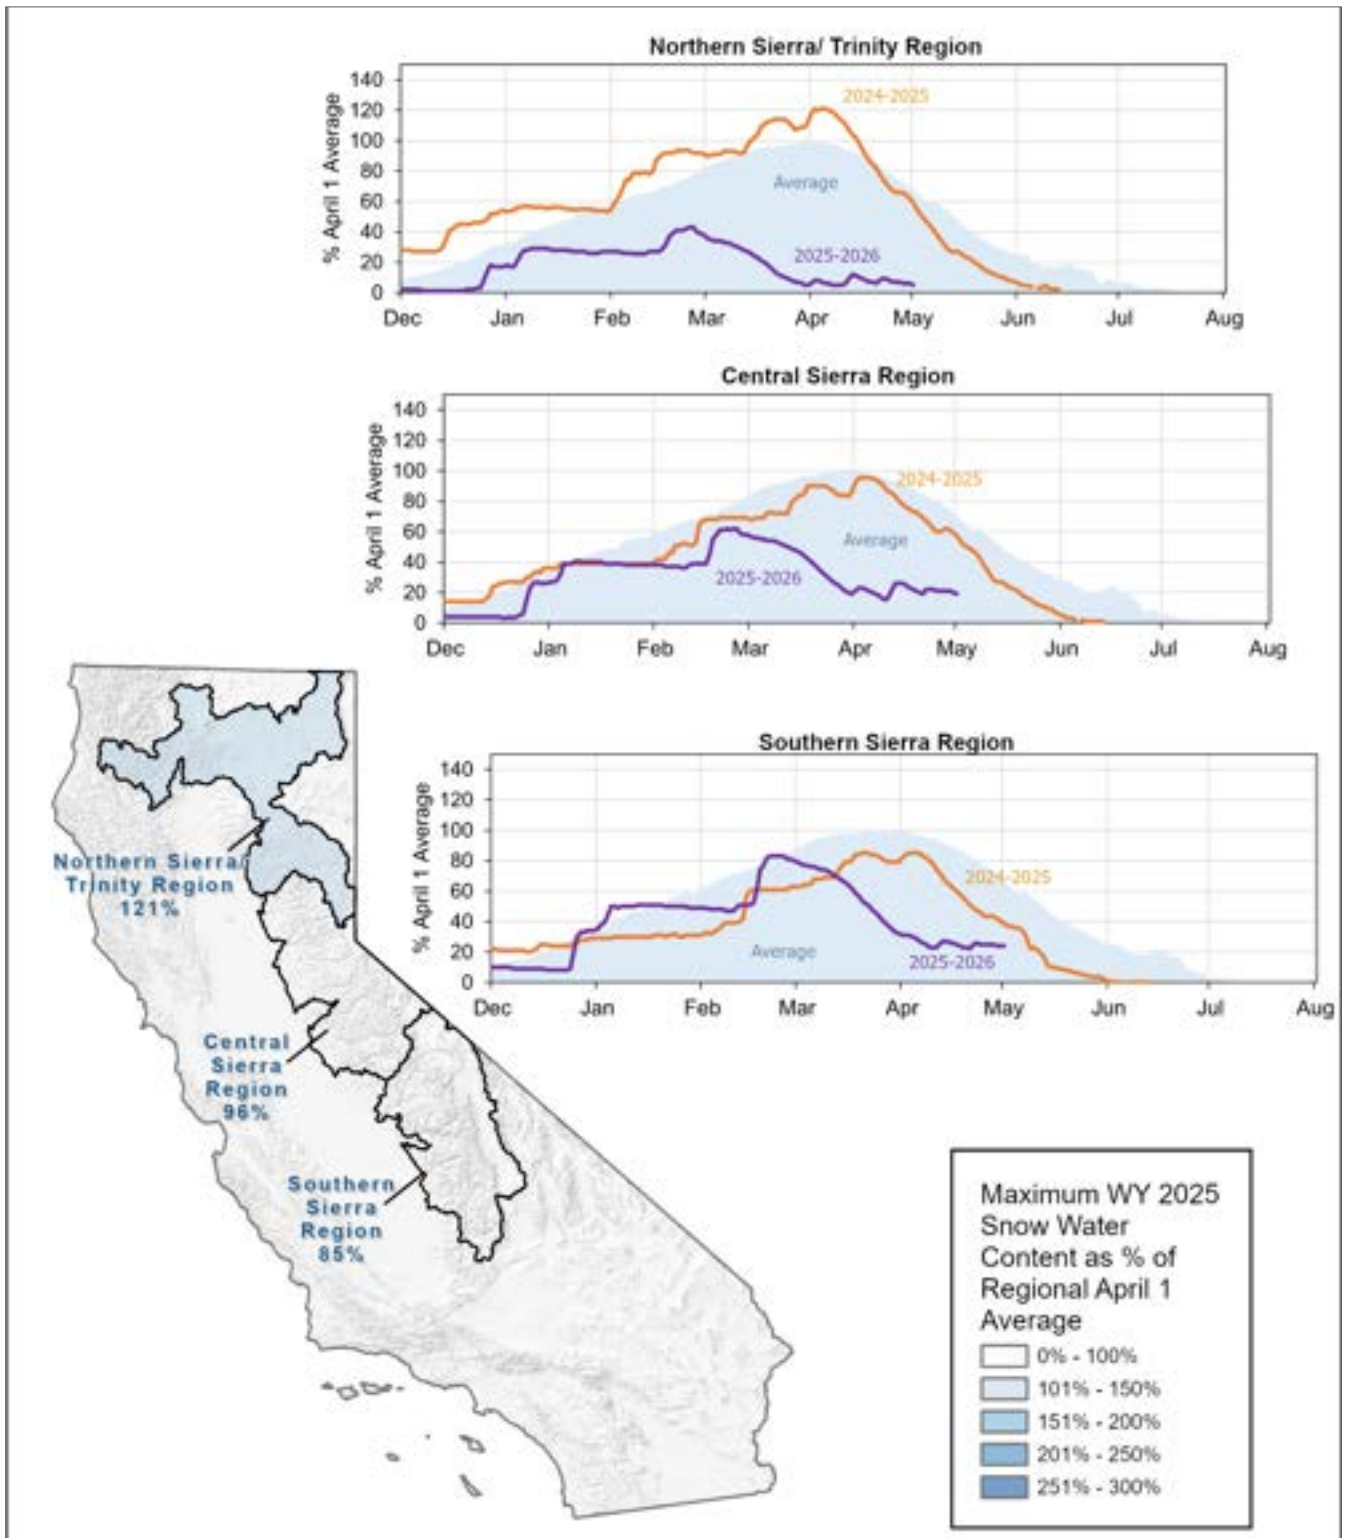 Northern Sierra/ Trinity Region
% April 1 Average
140
120
100
80
60
40
20
0
2024-2025
Average
2025-2026
Dec Jan Feb Mar Apr May Jun Jul Aug
Central Sierra Region
% April 1 Average
140
120
100
80
60
40
20
0
2024-2025
Average
2025-2026
Dec Jan Feb Mar Apr May Jun Jul Aug
Southern Sierra Region
% April 1 Average
140
120
100
80
60
40
20
0
2024-2025
Average
2025-2026
Dec Jan Feb Mar Apr May Jun Jul Aug
Northern Sierra/
Trinity Region
121%
Central
Sierra
Region
96%
Southern
Sierra
Region
85%
Maximum WY 2025
Snow Water
Content as % of
Regional April 1
Average
0% - 100%
101% - 150%
151% - 200%
201% - 250%
251% - 300%